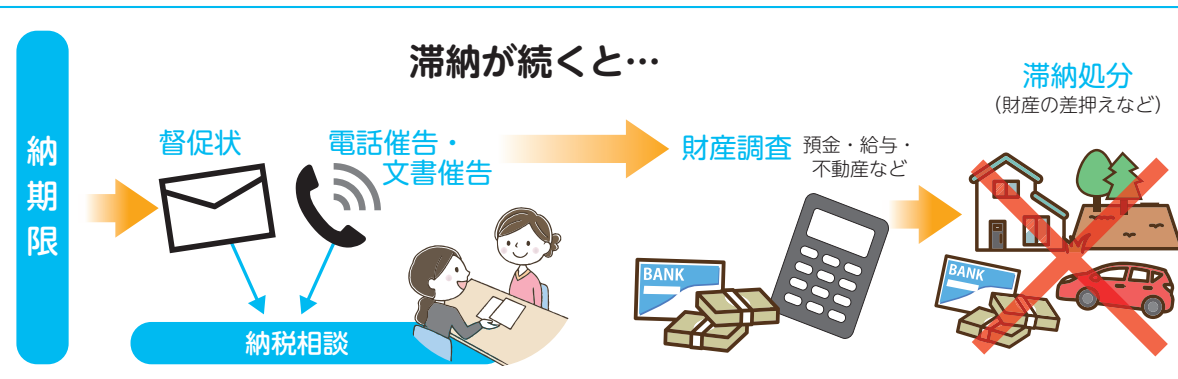 滞納が続くと…
納期限
督促状
電話催告・
文書催告
納税相談
財産調査
預金・給与・
不動産など
BANK
滞納処分
(財産の差押えなど)
BANK